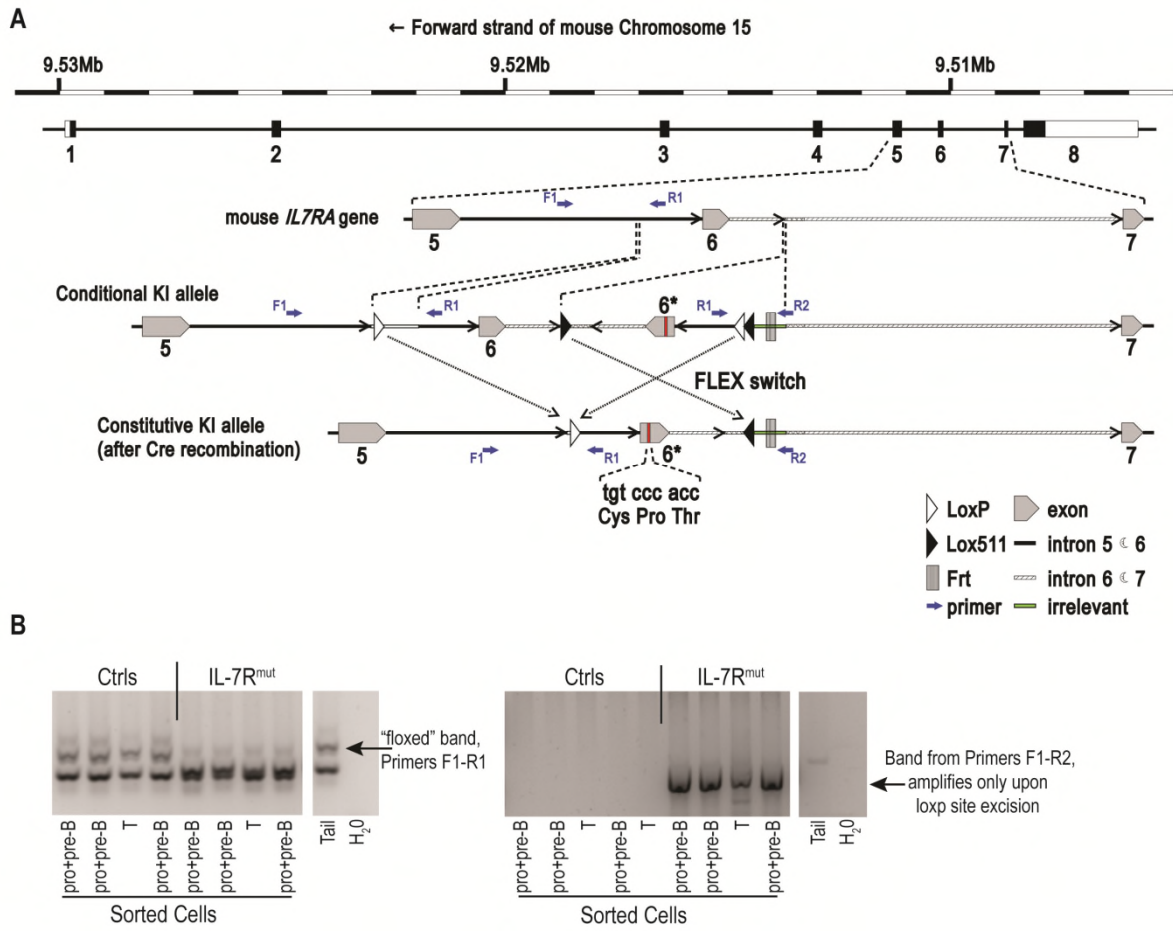 A
← Forward strand of mouse Chromosome 15
9.53Mb 9.52Mb 9.51Mb
1 2 3 4 5 6 7 8
mouse IL7RA gene
F1 R1
5 6 7
Conditional KI allele
F1 R1 6* R1 R2
5 6 7
FLEX switch
Constitutive KI allele
(after Cre recombination)
5 F1 R1 6* R2 7
tgt ccc acc
Cys Pro Thr
LoxP exon
Lox511 intron 5 ☾ 6
Frt intron 6 ☾ 7
primer irrelevant
B
Ctrls IL-7Rmut
"floxed" band,
Primers F1-R1
pro+pre-B pro+pre-B T pro+pre-B pro+pre-B pro+pre-B T pro+pre-B Tail H20
Sorted Cells
Ctrls IL-7Rmut
Band from Primers F1-R2,
amplifies only upon
loxp site excision
pro+pre-B pro+pre-B T pro+pre-B T pro+pre-B pro+pre-B T pro+pre-B Tail H20
Sorted Cells